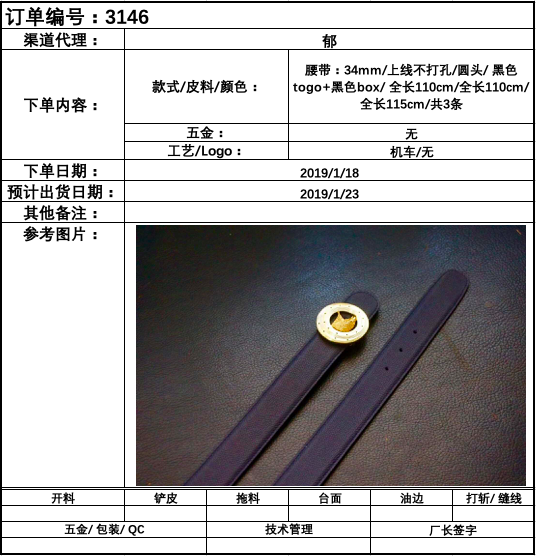 订单编号：3146
渠道代理：
郁
下单内容：
款式/皮料/颜色：
腰带：34mm/上线不打孔/圆头/ 黑色
togo+黑色box/ 全长110cm/全长110cm/
全长115cm/共3条
五金：
无
工艺/Logo：
机车/无
下单日期：
2019/1/18
预计出货日期：
2019/1/23
其他备注：
参考图片：
开料
铲皮
拖料
台面
油边
打斩/ 缝线
五金/ 包装/ QC
技术管理
厂长签字